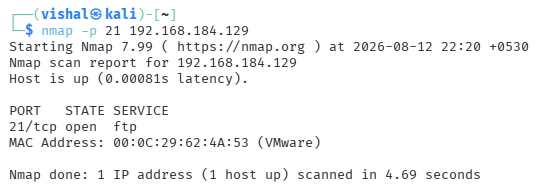 ┌──(vishal㉿kali)-[~]
└─$ nmap -p 21 192.168.184.129
Starting Nmap 7.99 ( https://nmap.org ) at 2026-08-12 22:20 +0530
Nmap scan report for 192.168.184.129
Host is up (0.00081s latency).

PORT   STATE SERVICE
21/tcp open  ftp
MAC Address: 00:0C:29:62:4A:53 (VMware)

Nmap done: 1 IP address (1 host up) scanned in 4.69 seconds